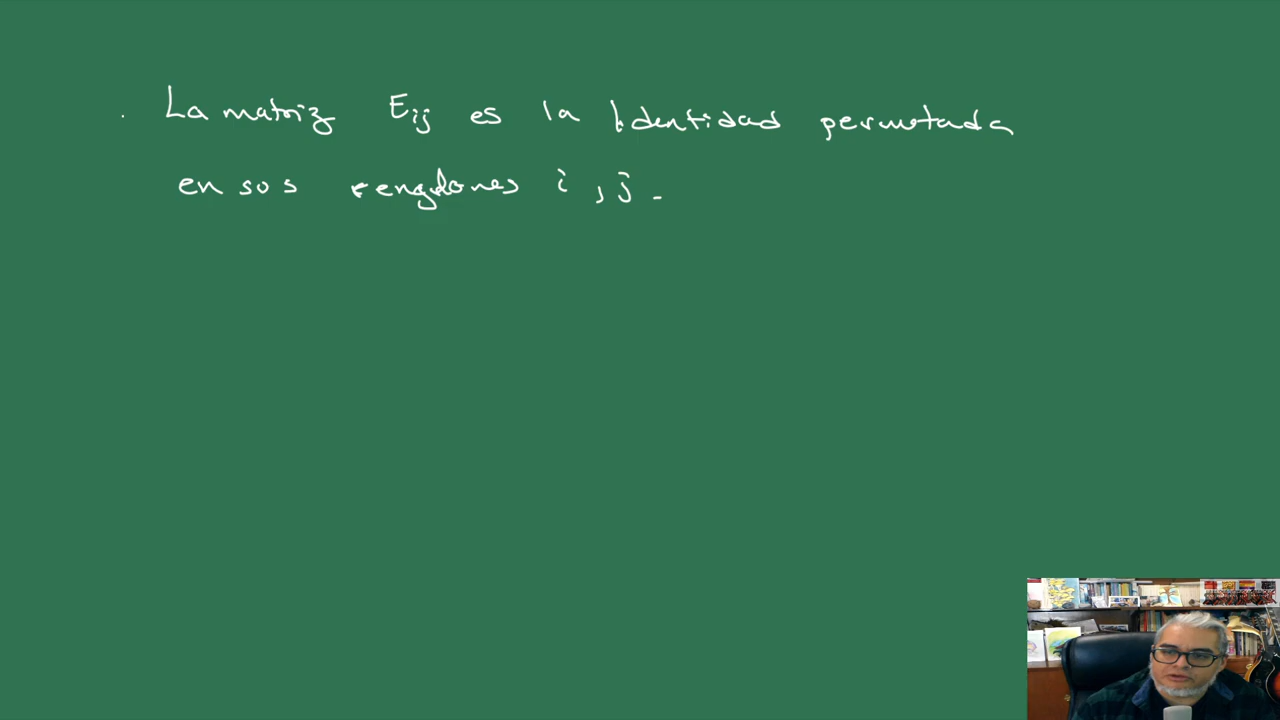 La matriz Eij es la Identidad permutada
en sus renglones i , j .